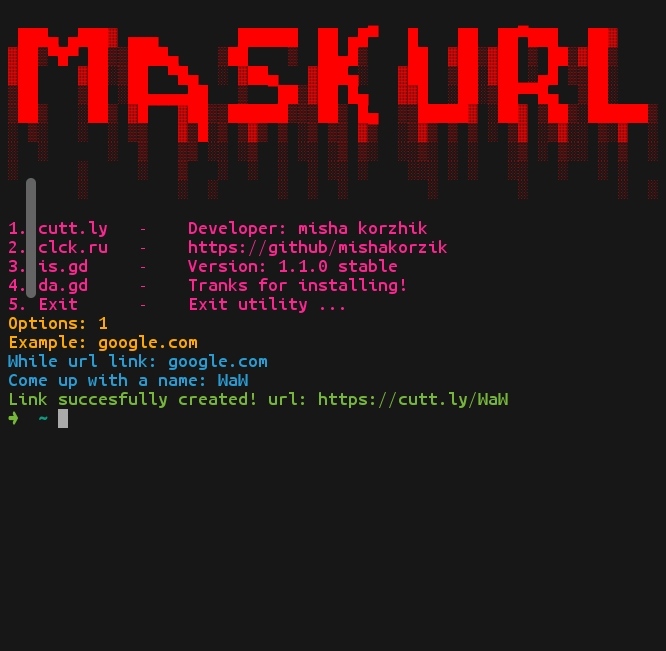 MASKURL
1. cutt.ly - Developer: misha korzhik
2. clck.ru - https://github/mishakorzik
3. is.gd - Version: 1.1.0 stable
4. da.gd - Tranks for installing!
5. Exit - Exit utility ...
Options: 1
Example: google.com
While url link: google.com
Come up with a name: WaW
Link succesfully created! url: https://cutt.ly/WaW
➜ ~